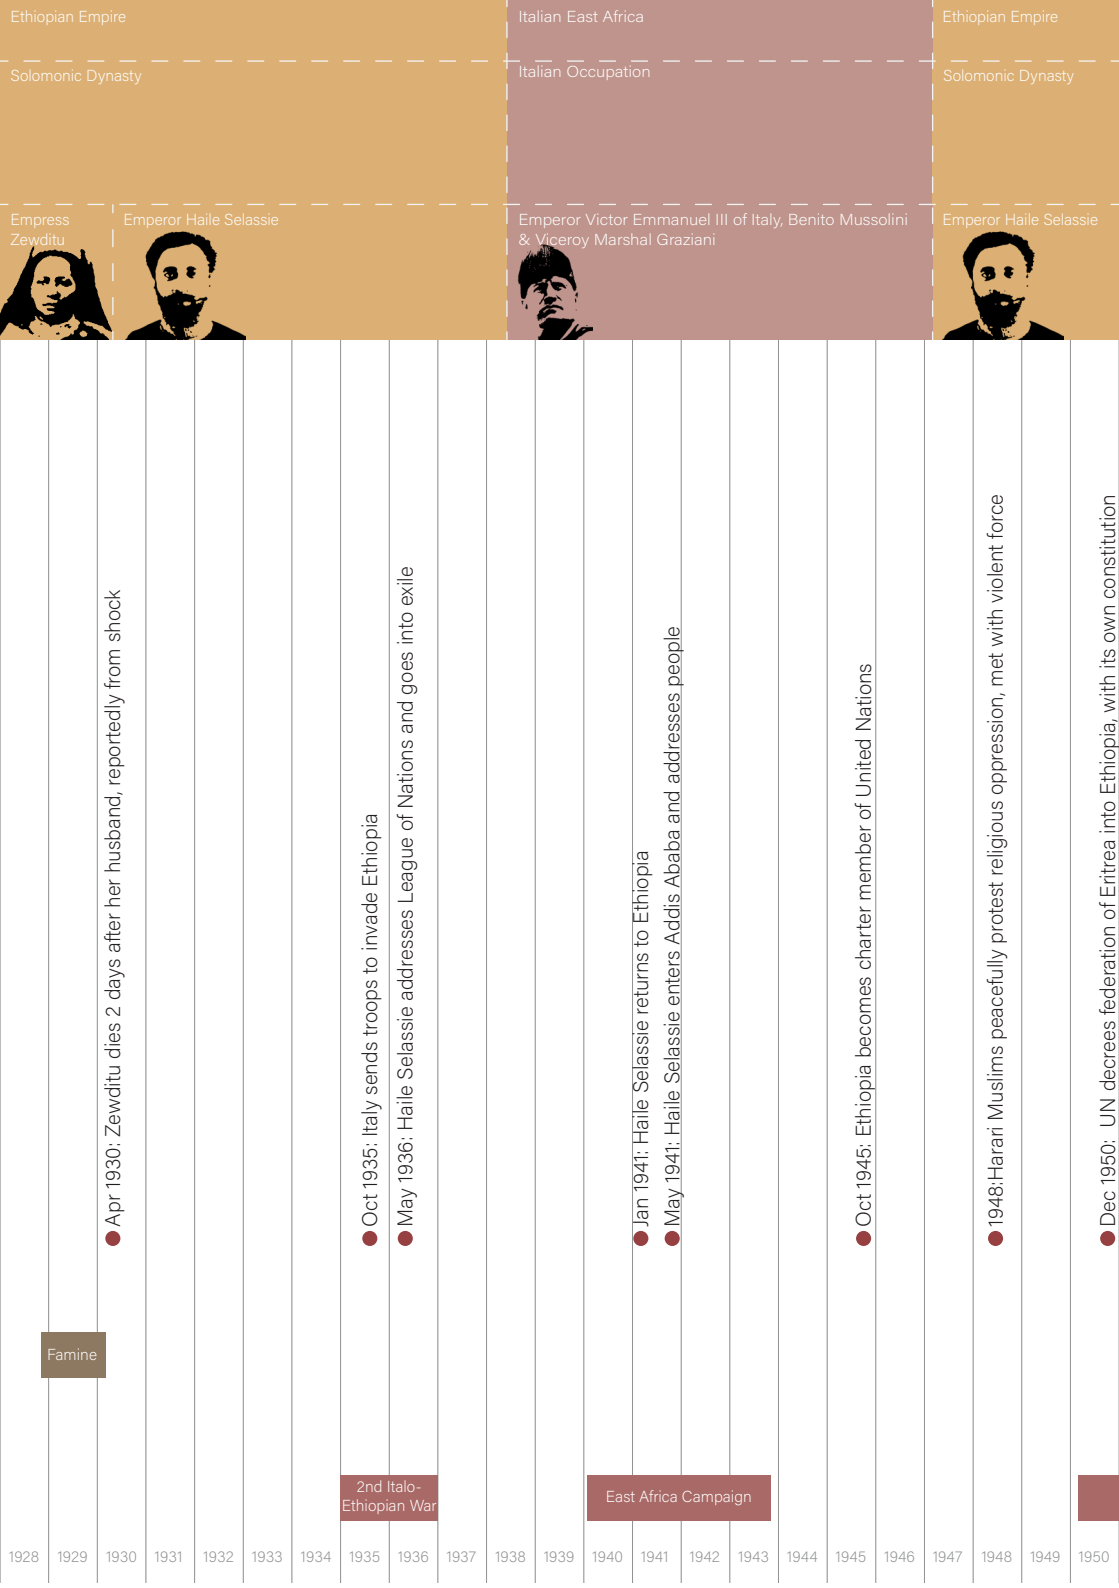 Ethiopian Empire
Italian East Africa
Ethiopian Empire
Solomonic Dynasty
Italian Occupation
Solomonic Dynasty
Empress
Zewditu
Emperor Haile Selassie
Emperor Victor Emmanuel III of Italy, Benito Mussolini
& Viceroy Marshal Graziani
Emperor Haile Selassie
Apr 1930: Zewditu dies 2 days after her husband, reportedly from shock
Oct 1935: Italy sends troops to invade Ethiopia
May 1936: Haile Selassie addresses League of Nations and goes into exile
Jan 1941: Haile Selassie returns to Ethiopia
May 1941: Haile Selassie enters Addis Ababa and addresses people
Oct 1945: Ethiopia becomes charter member of United Nations
1948:Harari Muslims peacefully protest religious oppression, met with violent force
Dec 1950:  UN decrees federation of Eritrea into Ethiopia, with its own constitution
Famine
2nd Italo-
Ethiopian War
East Africa Campaign
1928 1929 1930 1931 1932 1933 1934 1935 1936 1937 1938 1939 1940 1941 1942 1943 1944 1945 1946 1947 1948 1949 1950